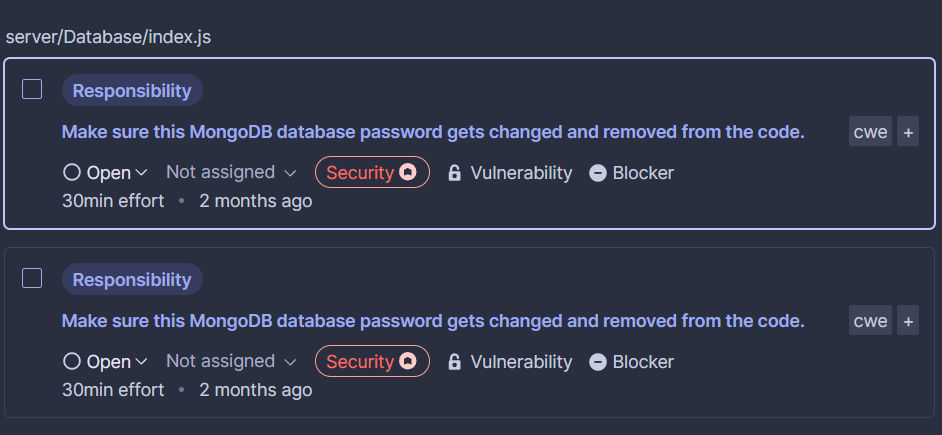 server/Database/index.js
Responsibility
Make sure this MongoDB database password gets changed and removed from the code. cwe +
Open Not assigned Security Vulnerability Blocker
30min effort • 2 months ago
Responsibility
Make sure this MongoDB database password gets changed and removed from the code. cwe +
Open Not assigned Security Vulnerability Blocker
30min effort • 2 months ago